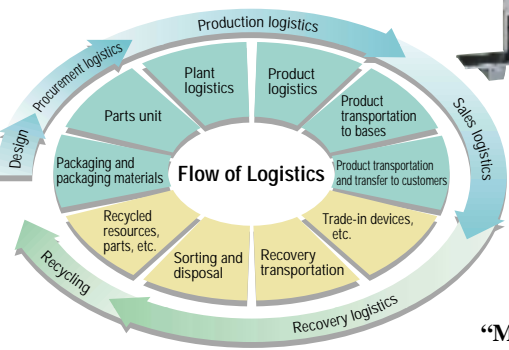 Design
Procurement logistics
Production logistics
Sales logistics
Recovery logistics
Recycling
Flow of Logistics
Packaging and
packaging materials
Parts unit
Plant
logistics
Product
logistics
Product
transportation
to bases
Product transportation
and transfer to customers
Trade-in devices,
etc.
Recovery
transportation
Sorting and
disposal
Recycled
resources,
parts, etc.
“M